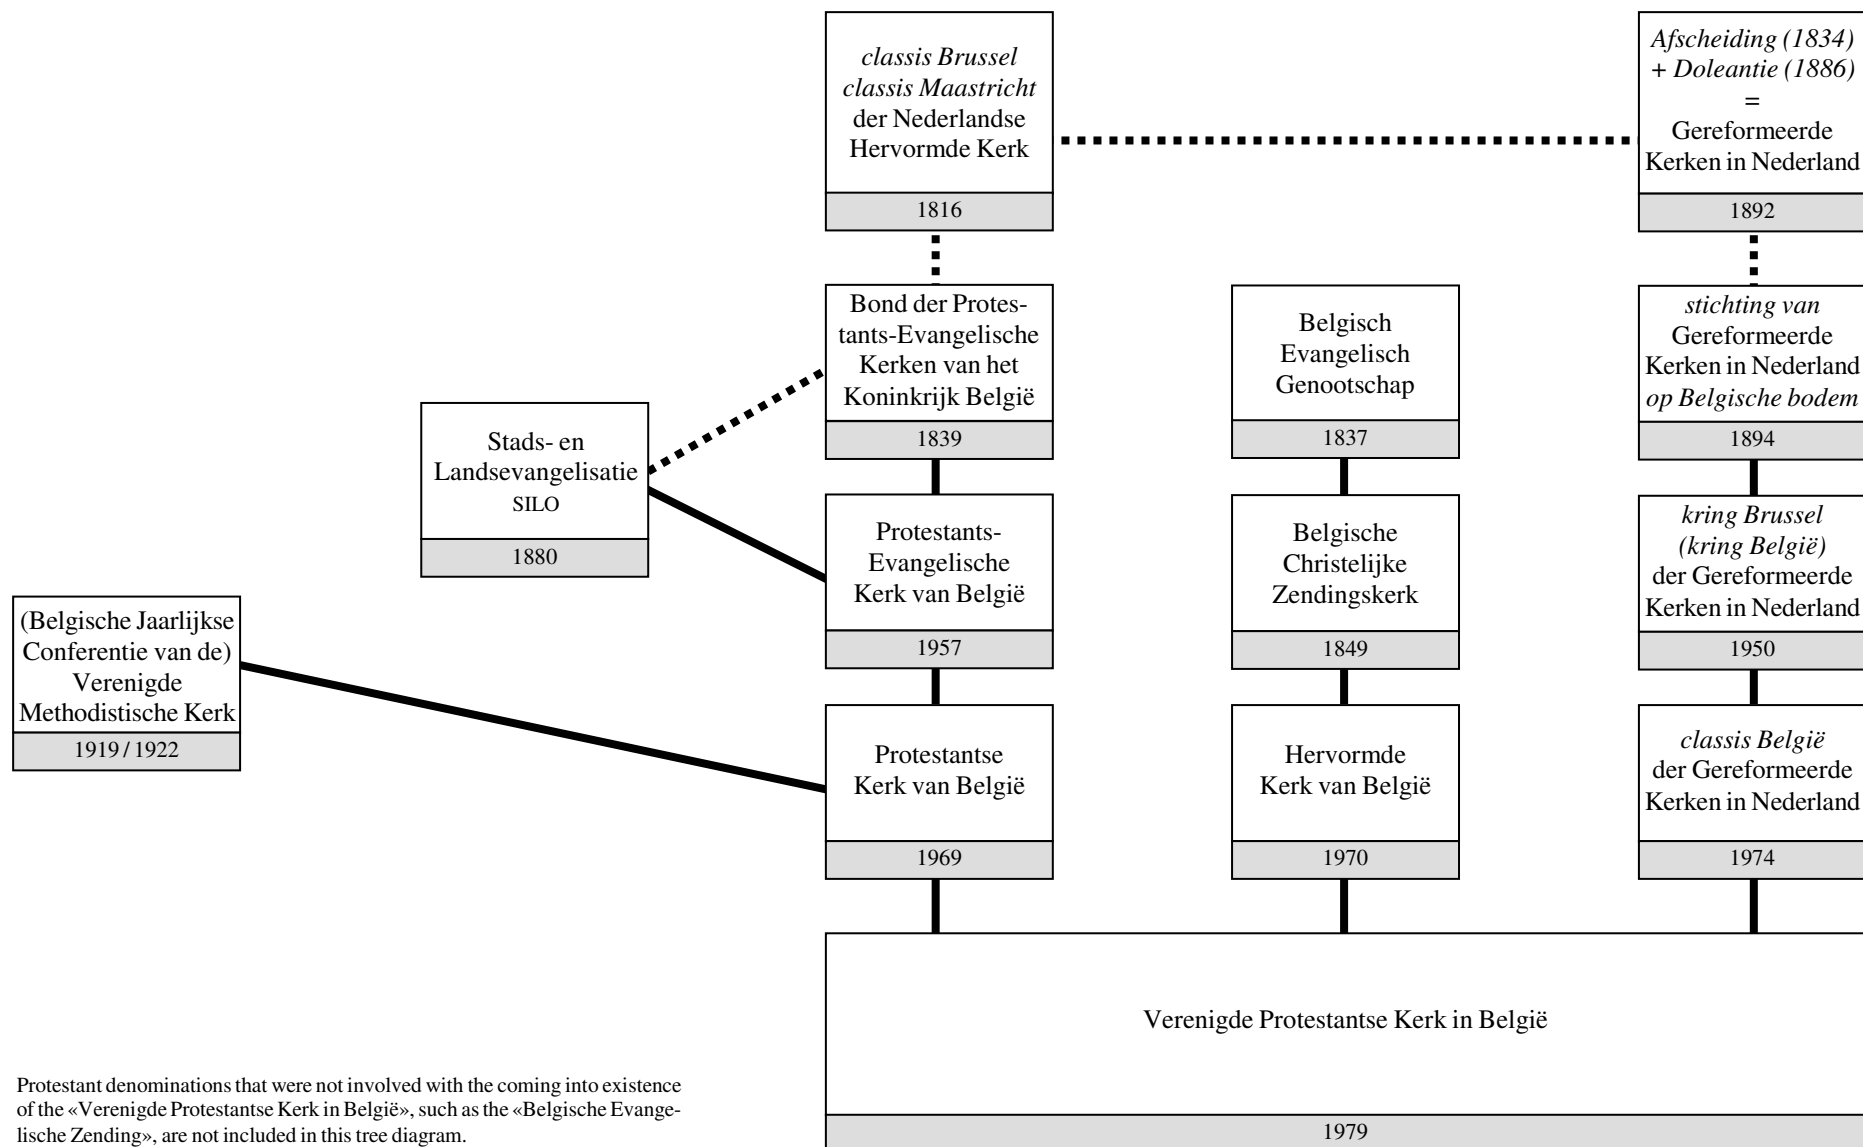 classis Brussel
classis Maastricht
der Nederlandse
Hervormde Kerk
1816
Afscheiding (1834)
+ Doleantie (1886)
=
Gereformeerde
Kerken in Nederland
1892
Bond der Protes-
tants-Evangelische
Kerken van het
Koninkrijk België
1839
Belgisch
Evangelisch
Genootschap
1837
stichting van
Gereformeerde
Kerken in Nederland
op Belgische bodem
1894
Stads- en
Landsevangelisatie
SILO
1880
Protestants-
Evangelische
Kerk van België
1957
Belgische
Christelijke
Zendingskerk
1849
kring Brussel
(kring België)
der Gereformeerde
Kerken in Nederland
1950
(Belgische Jaarlijkse
Conferentie van de)
Verenigde
Methodistische Kerk
1919 / 1922
Protestantse
Kerk van België
1969
Hervormde
Kerk van België
1970
classis België
der Gereformeerde
Kerken in Nederland
1974
Verenigde Protestantse Kerk in België
1979
Protestant denominations that were not involved with the coming into existence
of the «Verenigde Protestantse Kerk in België», such as the «Belgische Evange-
lische Zending», are not included in this tree diagram.